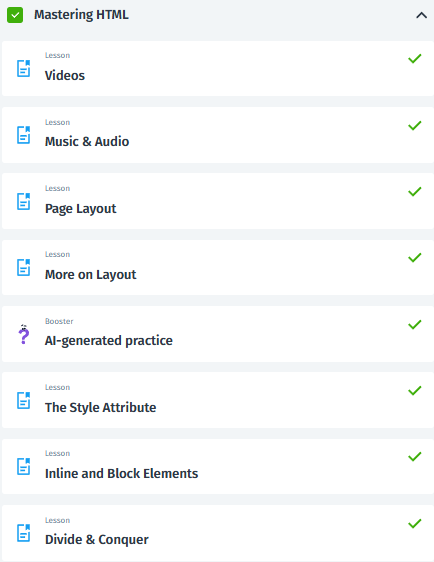 Mastering HTML
Lesson
Videos
Lesson
Music & Audio
Lesson
Page Layout
Lesson
More on Layout
Booster
AI-generated practice
Lesson
The Style Attribute
Lesson
Inline and Block Elements
Lesson
Divide & Conquer